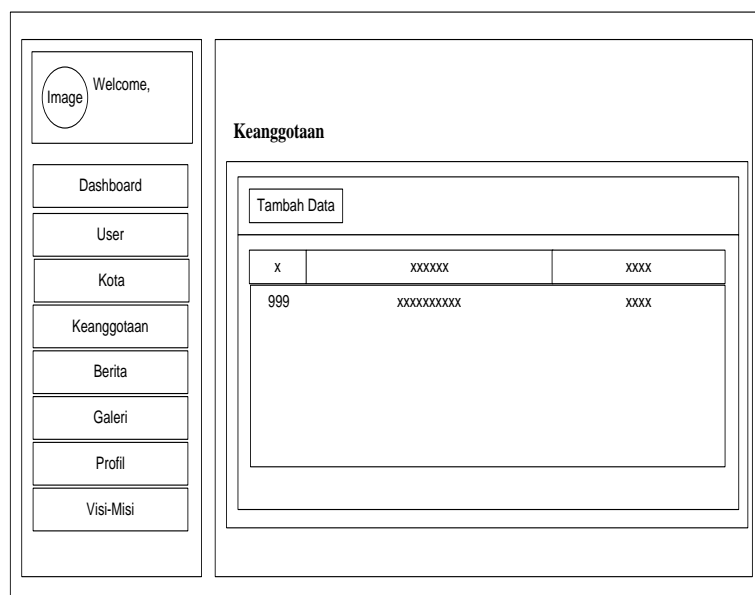 Welcome,
Image
Dashboard
User
Kota
Keanggotaan
Berita
Galeri
Profil
Visi-Misi
Keanggotaan
Tambah Data
x xxxxxx xxxx
999 xxxxxxxxxx xxxx